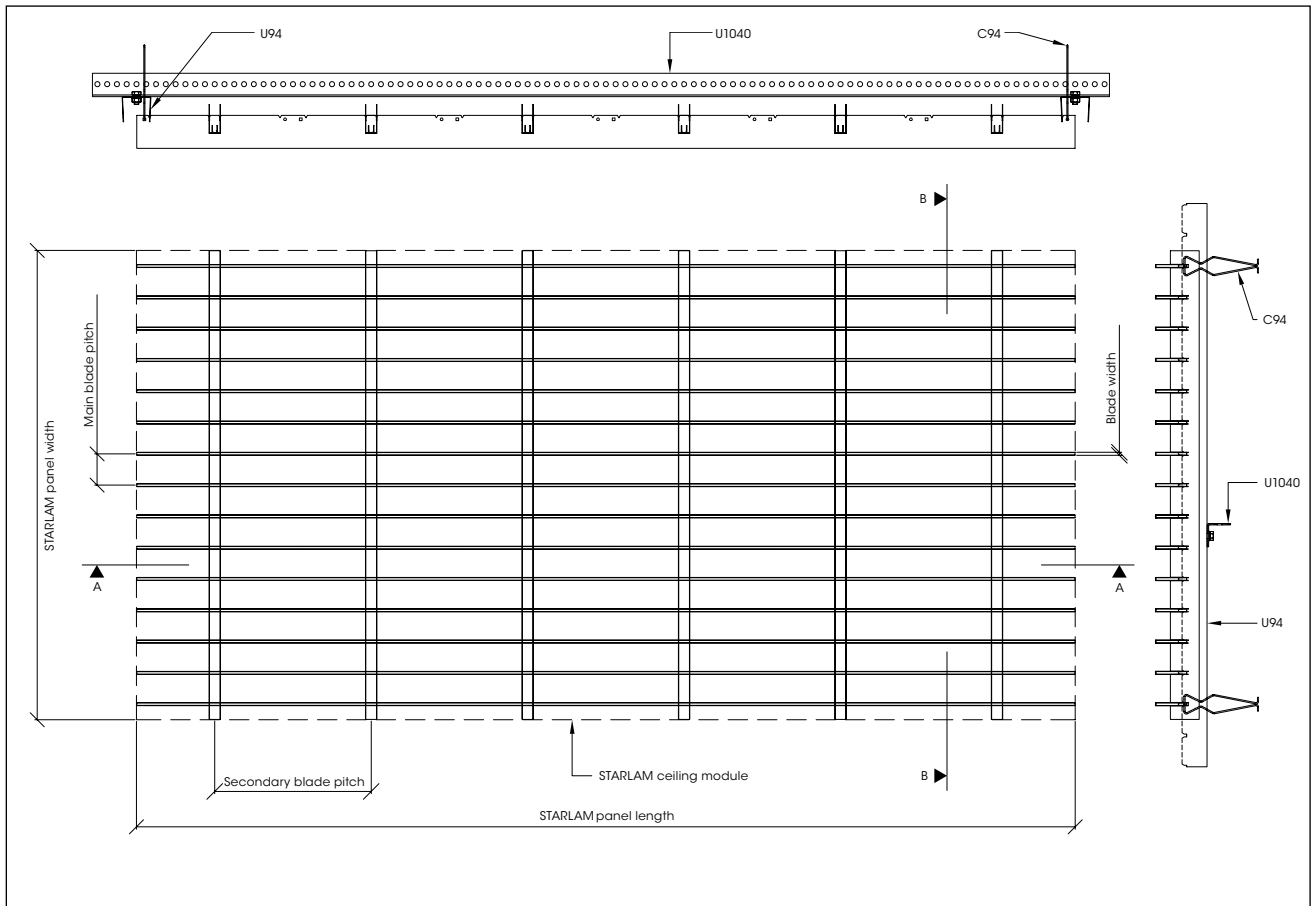 U94
U1040
C94
B
C94
Main blade pitch
Blade width
STARLAM panel width
U1040
A
A
U94
B
Secondary blade pitch
STARLAM ceiling module
STARLAM panel length